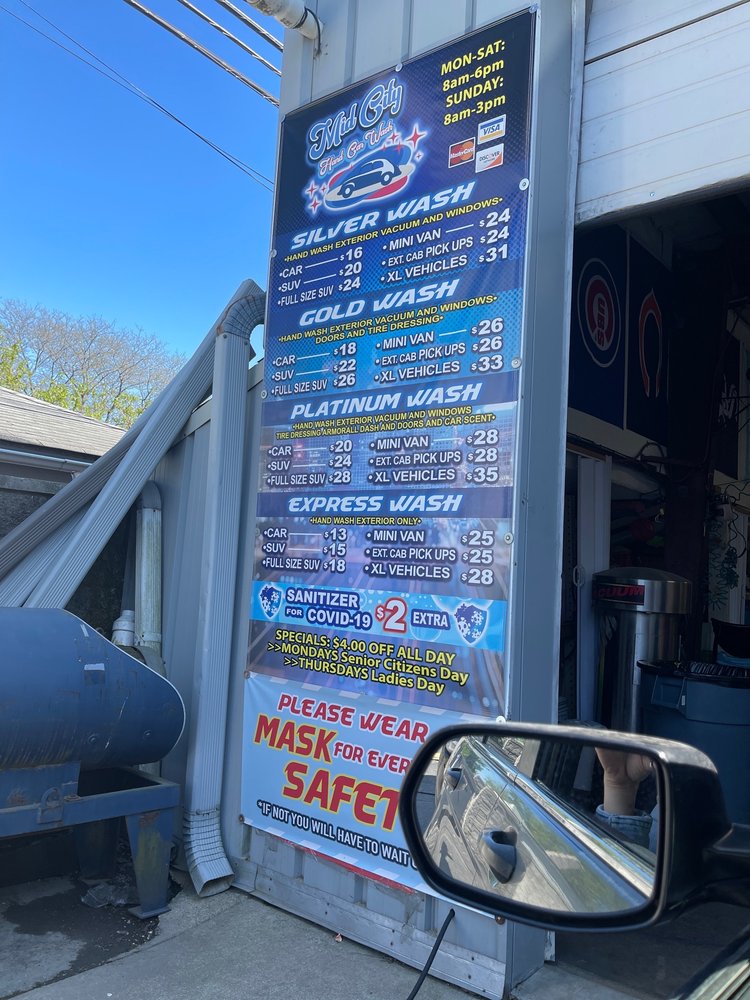 MON-SAT:
8am-6pm
SUNDAY:
8am-3pm
Mid City
Hand Car Wash
VISA
MasterCard
DISCOVER
SILVER WASH
•HAND WASH EXTERIOR VACUUM AND WINDOWS•
•CAR $16
•SUV $20
•FULL SIZE SUV $24
•MINI VAN $24
•EXT. CAB PICK UPS $24
•XL VEHICLES $31
GOLD WASH
•HAND WASH EXTERIOR VACUUM AND WINDOWS•
DOORS AND TIRE DRESSING•
•CAR $18
•SUV $22
•FULL SIZE SUV $26
•MINI VAN $26
•EXT. CAB PICK UPS $26
•XL VEHICLES $33
PLATINUM WASH
•HAND WASH EXTERIOR VACUUM AND WINDOWS
TIRE DRESSING ARMORALL DASH AND DOORS AND CAR SCENT•
•CAR $20
•SUV $24
•FULL SIZE SUV $28
•MINI VAN $28
•EXT. CAB PICK UPS $28
•XL VEHICLES $35
EXPRESS WASH
•HAND WASH EXTERIOR ONLY•
•CAR $13
•SUV $15
•FULL SIZE SUV $18
•MINI VAN $25
•EXT. CAB PICK UPS $25
•XL VEHICLES $28
SANITIZER
FOR COVID-19 $2 EXTRA
SPECIALS: $4.00 OFF ALL DAY
>>MONDAYS Senior Citizens Day
>>THURSDAYS Ladies Day
PLEASE WEAR
MASK FOR EVER
SAFET
*IF NOT YOU WILL HAVE TO WAIT